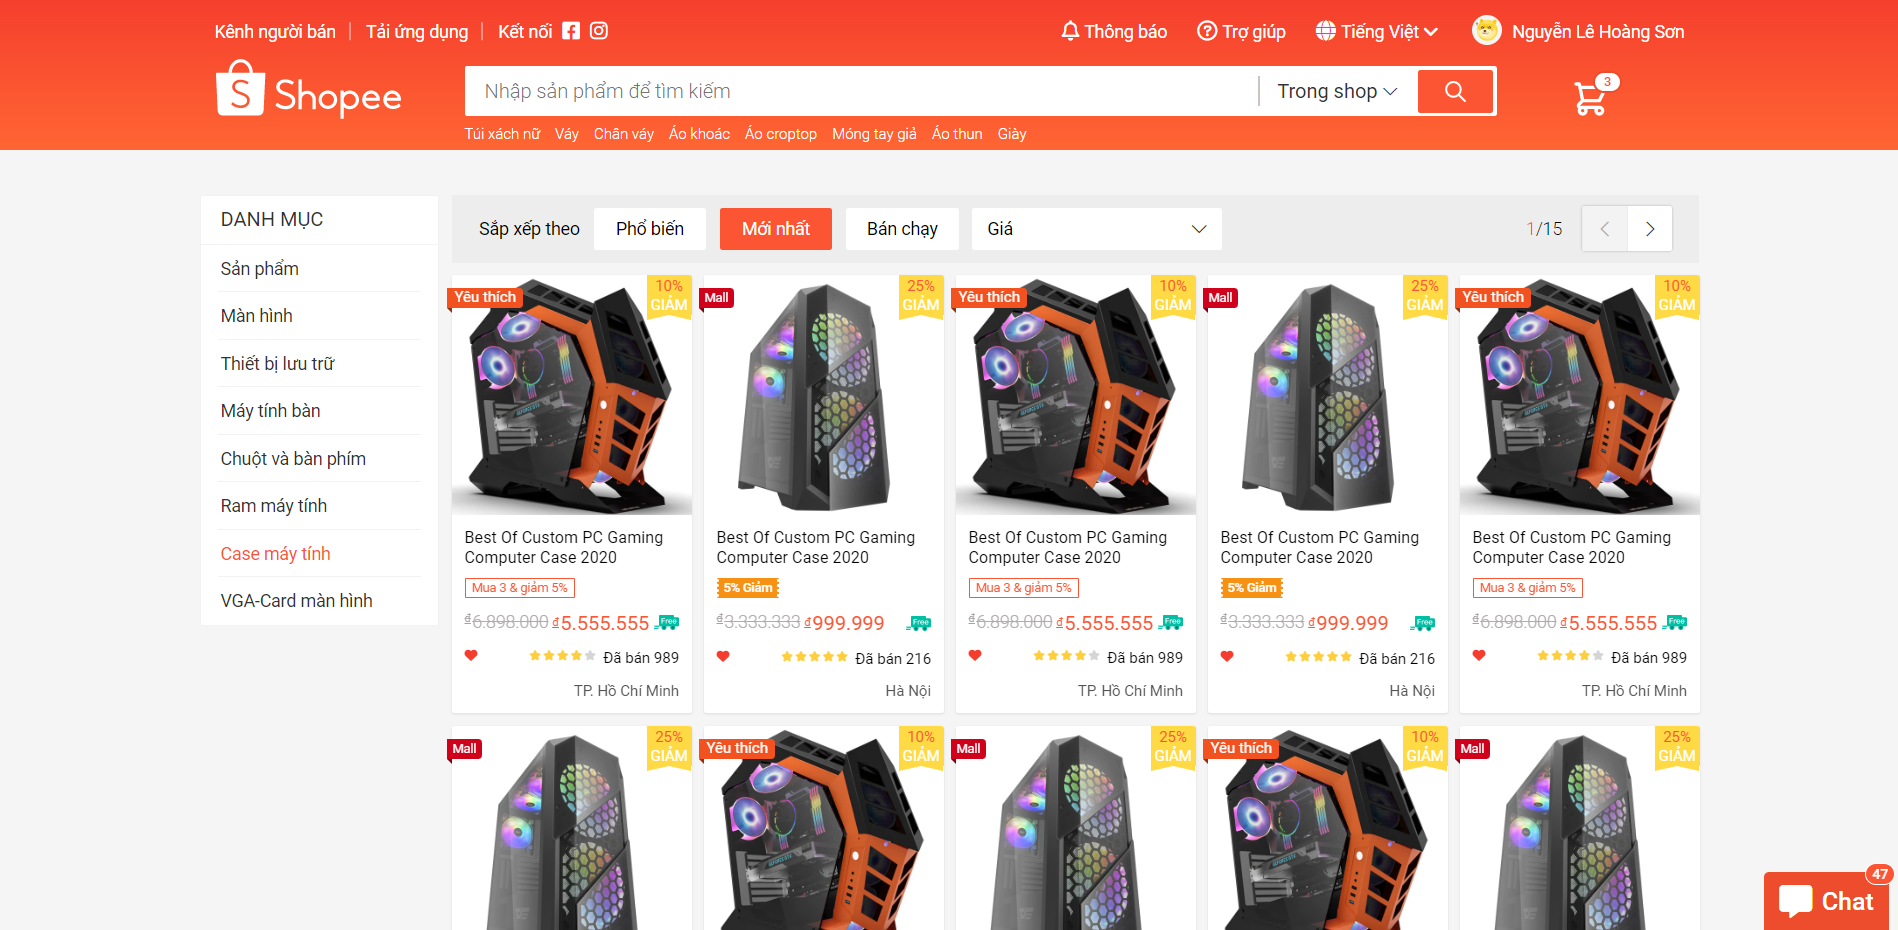 Kênh người bán
Tải ứng dụng
Kết nối
Thông báo
Trợ giúp
Tiếng Việt
Nguyễn Lê Hoàng Sơn
Shopee
Nhập sản phẩm để tìm kiếm
Trong shop
3
Túi xách nữ Váy Chân váy Áo khoác Áo croptop Móng tay giả Áo thun Giày
DANH MỤC
Sản phẩm
Màn hình
Thiết bị lưu trữ
Máy tính bàn
Chuột và bàn phím
Ram máy tính
Case máy tính
VGA-Card màn hình
Sắp xếp theo
Phổ biến
Mới nhất
Bán chạy
Giá
1/15
Yêu thích
10%
GIẢM
Best Of Custom PC Gaming
Computer Case 2020
Mua 3 & giảm 5%
₫6.898.000 ₫5.555.555 Free
Đã bán 989
TP. Hồ Chí Minh
Mall
25%
GIẢM
Best Of Custom PC Gaming
Computer Case 2020
5% Giảm
₫3.333.333 ₫999.999 Free
Đã bán 216
Hà Nội
Yêu thích
10%
GIẢM
Best Of Custom PC Gaming
Computer Case 2020
Mua 3 & giảm 5%
₫6.898.000 ₫5.555.555 Free
Đã bán 989
TP. Hồ Chí Minh
Mall
25%
GIẢM
Best Of Custom PC Gaming
Computer Case 2020
5% Giảm
₫3.333.333 ₫999.999 Free
Đã bán 216
Hà Nội
Yêu thích
10%
GIẢM
Best Of Custom PC Gaming
Computer Case 2020
Mua 3 & giảm 5%
₫6.898.000 ₫5.555.555 Free
Đã bán 989
TP. Hồ Chí Minh
Mall
25%
GIẢM
Yêu thích
10%
GIẢM
Mall
25%
GIẢM
Yêu thích
10%
GIẢM
Mall
25%
GIẢM
Chat
47